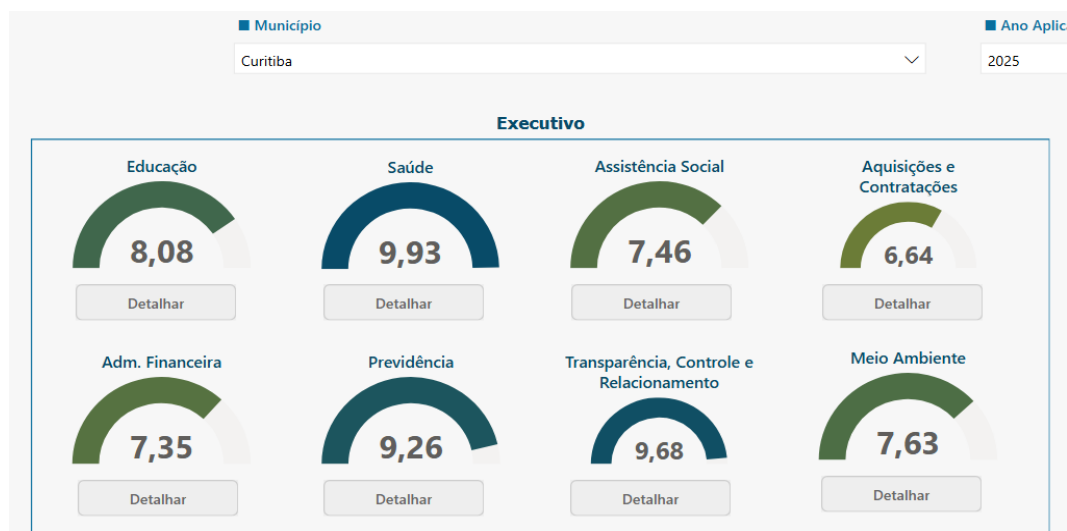 Município
Ano Aplic
Curitiba
2025
Executivo
Educação
Saúde
Assistência Social
Aquisições e
Contratações
8,08
9,93
7,46
6,64
Detalhar
Detalhar
Detalhar
Detalhar
Adm. Financeira
Previdência
Transparência, Controle e
Relacionamento
Meio Ambiente
7,35
9,26
9,68
7,63
Detalhar
Detalhar
Detalhar
Detalhar